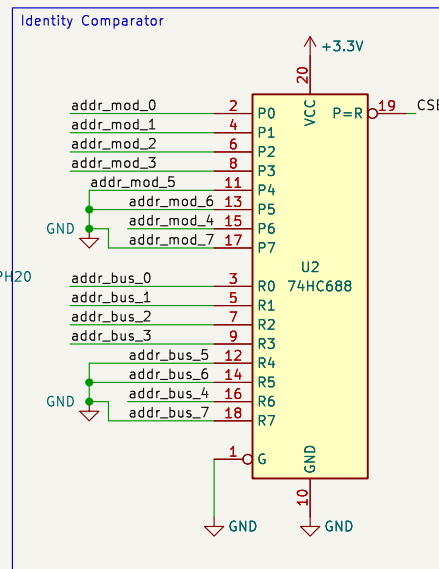 Identity Comparator
+3.3V
20
VCC
addr_mod_0 2 P0 P=R 19 CSE
addr_mod_1 4 P1
addr_mod_2 6 P2
addr_mod_3 8 P3
addr_mod_5 11 P4
addr_mod_6 13 P5
GND addr_mod_4 15 P6
addr_mod_7 17 P7
U2
PH20
addr_bus_0 3 R0 74HC688
addr_bus_1 5 R1
addr_bus_2 7 R2
addr_bus_3 9 R3
addr_bus_5 12 R4
addr_bus_6 14 R5
GND addr_bus_4 16 R6
addr_bus_7 18 R7
1 G GND
10
GND GND